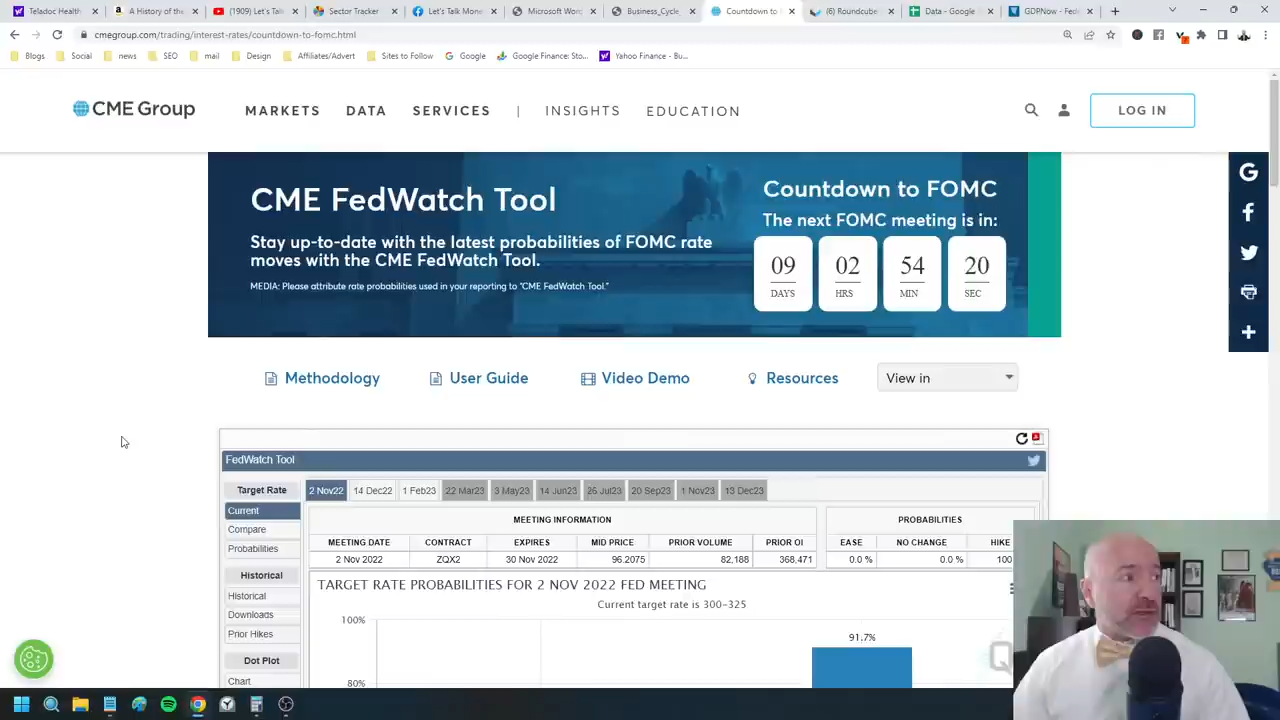 Teladoc Health
A History of the
(1909) Let's Talk
Sector Tracker
Let's Talk Mone
Microsoft Word
Business_Cycle
Countdown to
(6) Roundcube
Data - Google
GDPNow - Fed
cmegroup.com/trading/interest-rates/countdown-to-fomc.html
Blogs
Social
news
SEO
mail
Design
Affiliates/Advert
Sites to Follow
Google
Google Finance: Sto...
Yahoo Finance - Bu...
CME Group
MARKETS DATA SERVICES | INSIGHTS EDUCATION
LOG IN
CME FedWatch Tool
Stay up-to-date with the latest probabilities of FOMC rate
moves with the CME FedWatch Tool.
MEDIA: Please attribute rate probabilities used in your reporting to "CME FedWatch Tool."
Countdown to FOMC
The next FOMC meeting is in:
09 02 54 20
DAYS HRS MIN SEC
Methodology
User Guide
Video Demo
Resources
View in
FedWatch Tool
Target Rate
Current
Compare
Probabilities
Historical
Historical
Downloads
Prior Hikes
Dot Plot
Chart
2 Nov22 14 Dec22 1 Feb23 22 Mar23 3 May23 14 Jun23 26 Jul23 20 Sep23 1 Nov23 13 Dec23
MEETING INFORMATION
MEETING DATE CONTRACT EXPIRES MID PRICE PRIOR VOLUME PRIOR OI
2 Nov 2022 ZQX2 30 Nov 2022 96.2075 82,188 368,471
PROBABILITIES
EASE NO CHANGE HIKE
0.0 % 0.0 % 100
TARGET RATE PROBABILITIES FOR 2 NOV 2022 FED MEETING
Current target rate is 300-325
100%
91.7%
80%